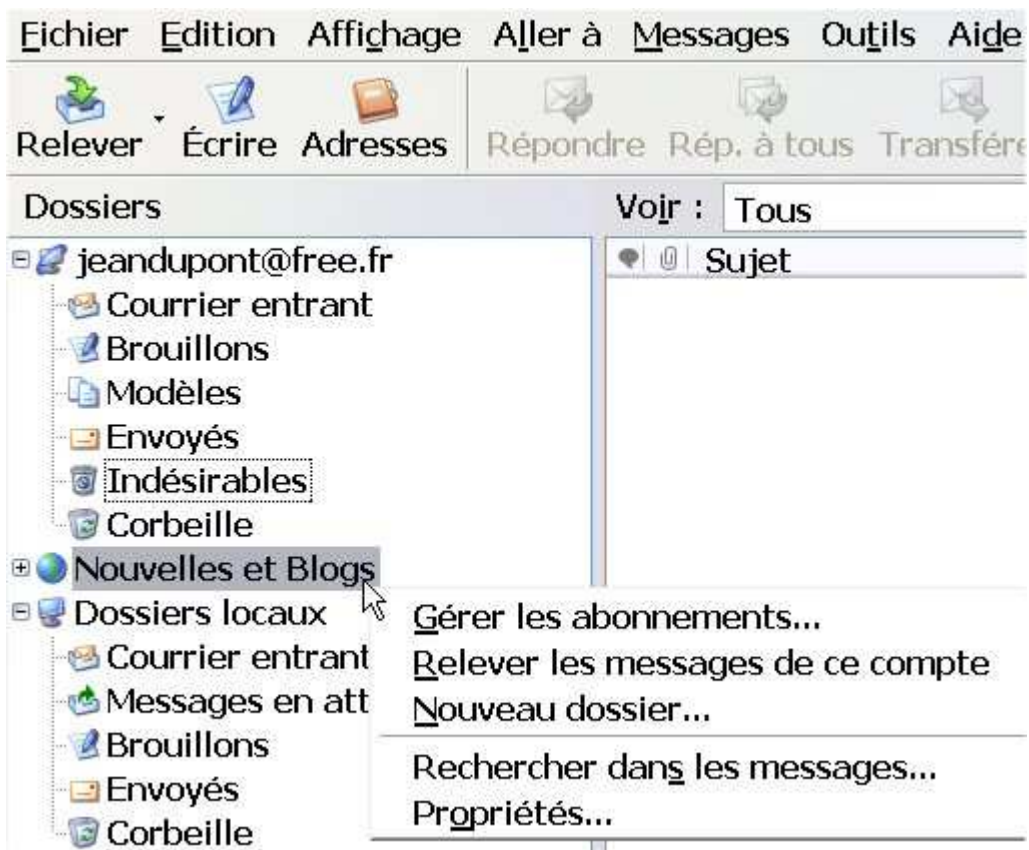 Fichier Edition Affichage Aller à Messages Outils Aide
Relever Écrire Adresses Répondre Rép. à tous Transfére
Dossiers
Voir : Tous
jeandupont@free.fr
Sujet
Courrier entrant
Brouillons
Modèles
Envoyés
Indésirables
Corbeille
Nouvelles et Blogs
Dossiers locaux
Courrier entrant
Messages en att
Brouillons
Envoyés
Corbeille
Gérer les abonnements...
Relever les messages de ce compte
Nouveau dossier...
Rechercher dans les messages...
Propriétés...